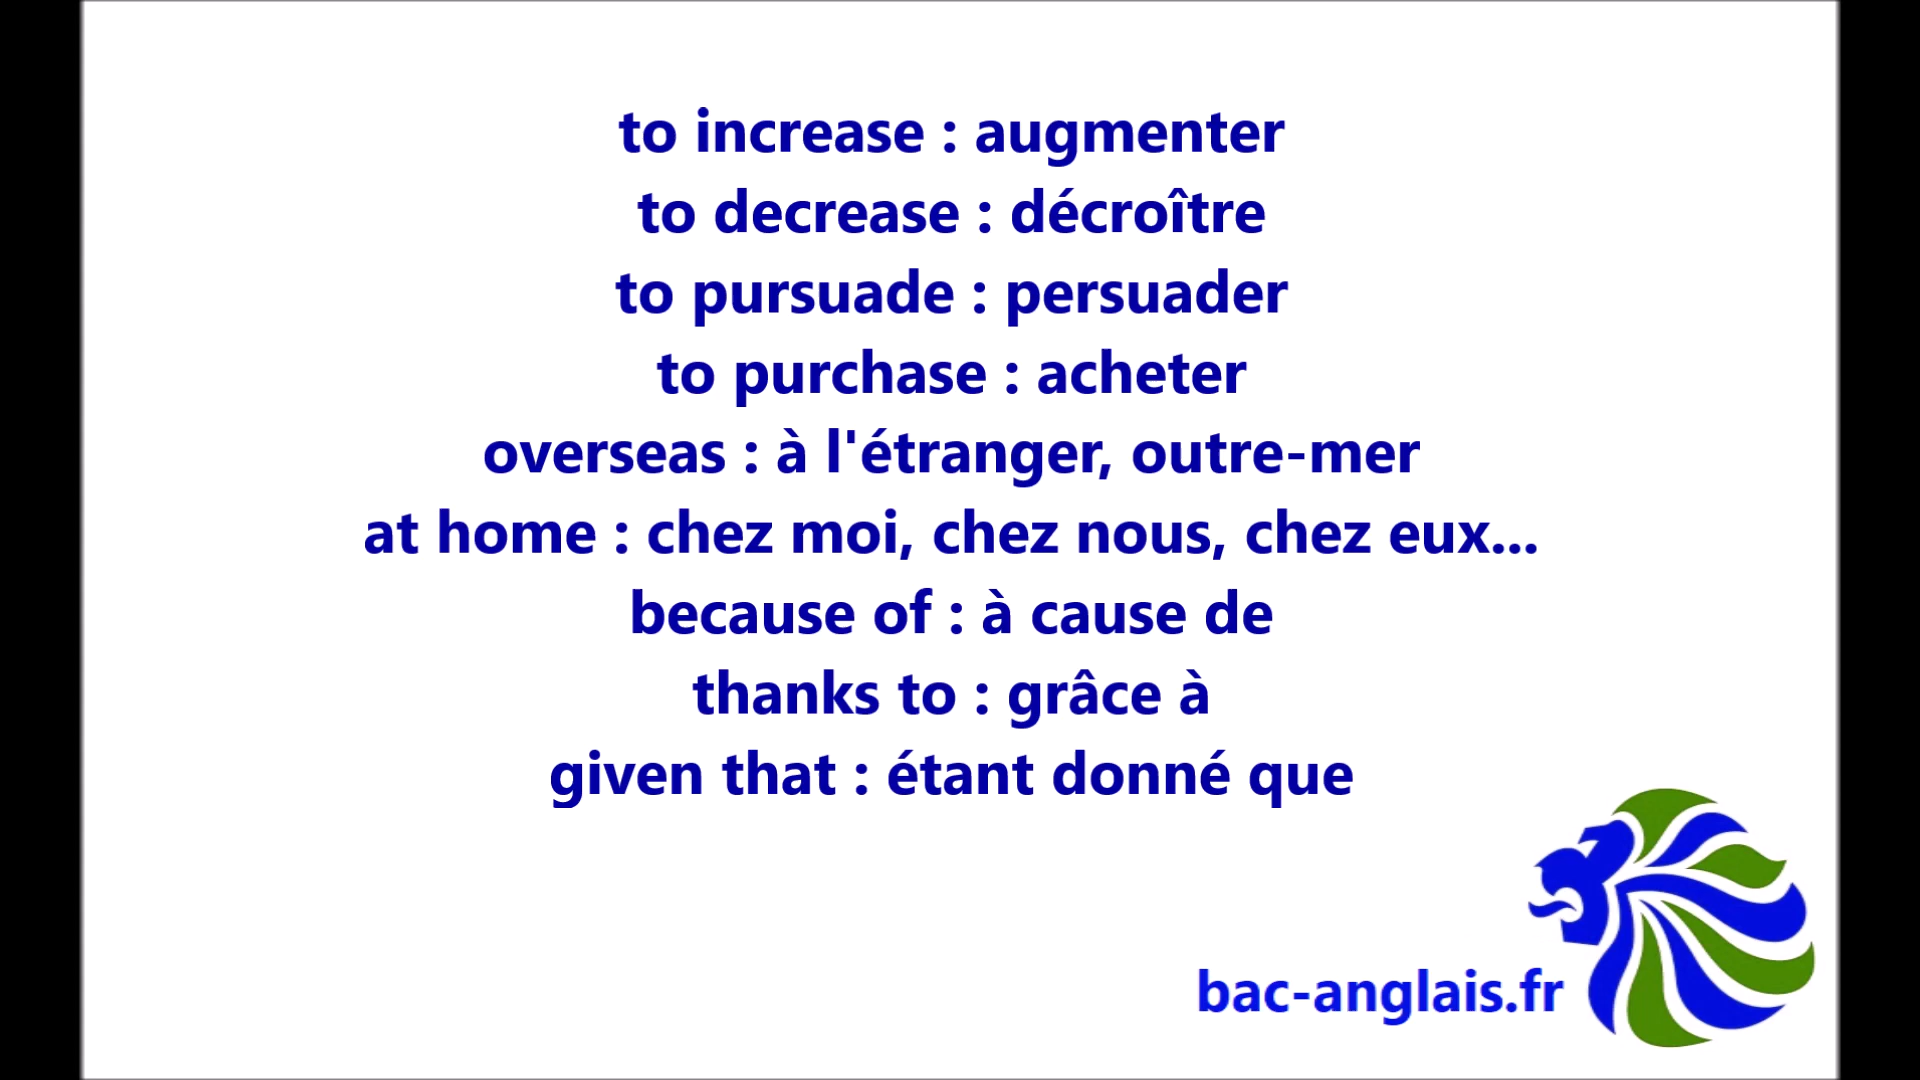 to increase : augmenter
to decrease : décroître
to pursuade : persuader
to purchase : acheter
overseas : à l'étranger, outre-mer
at home : chez moi, chez nous, chez eux...
because of : à cause de
thanks to : grâce à
given that : étant donné que
bac-anglais.fr